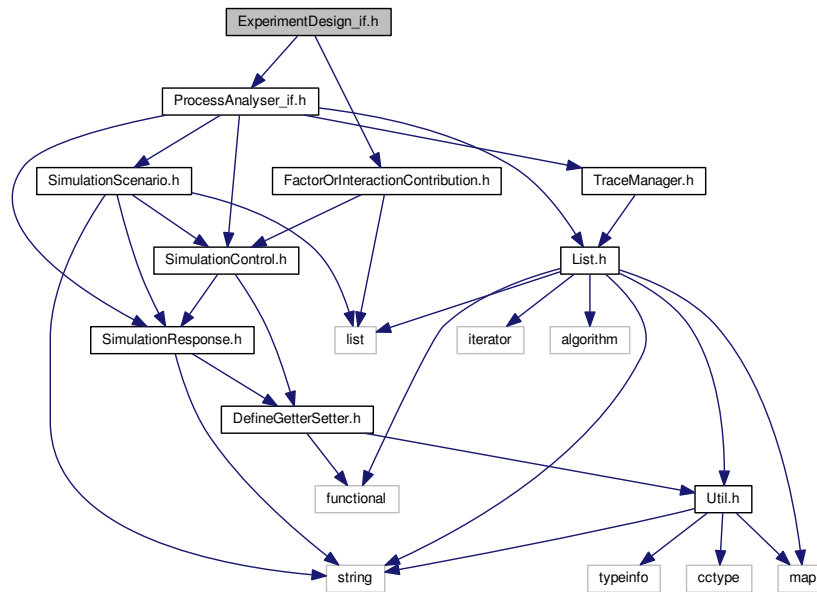 ExperimentDesign_if.h
ProcessAnalyser_if.h
SimulationScenario.h
FactorOrInteractionContribution.h
TraceManager.h
SimulationControl.h
List.h
SimulationResponse.h
list
iterator
algorithm
DefineGetterSetter.h
functional
Util.h
string
typeinfo
cctype
map